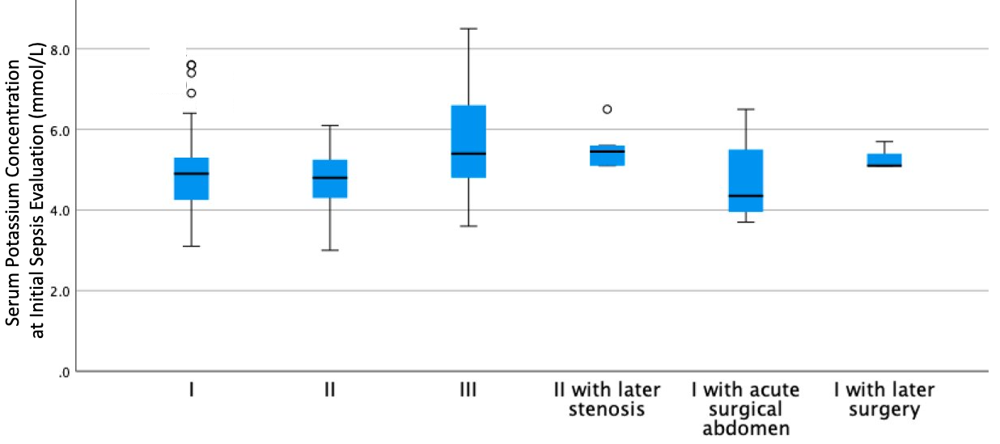 Serum Potassium Concentration
at Initial Sepsis Evaluation (mmol/L)
8.0
6.0
4.0
2.0
.0
I
II
III
II with later
stenosis
I with acute
surgical
abdomen
I with later
surgery